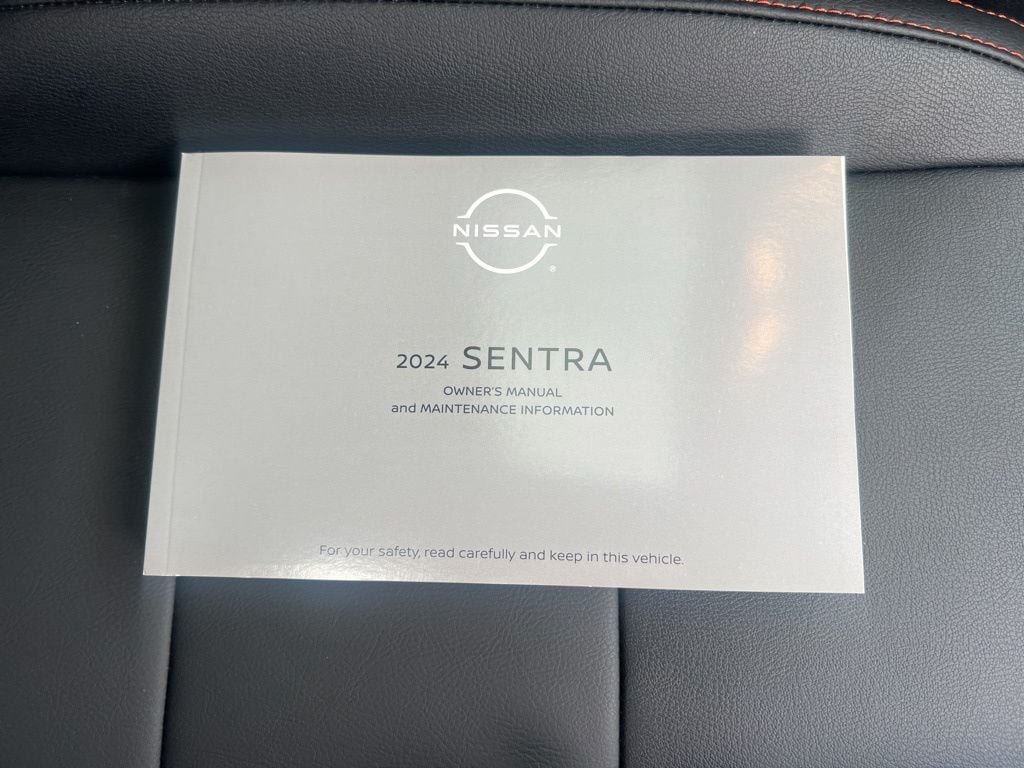 NISSAN
®
2024 SENTRA
OWNER'S MANUAL
and MAINTENANCE INFORMATION
For your safety, read carefully and keep in this vehicle.